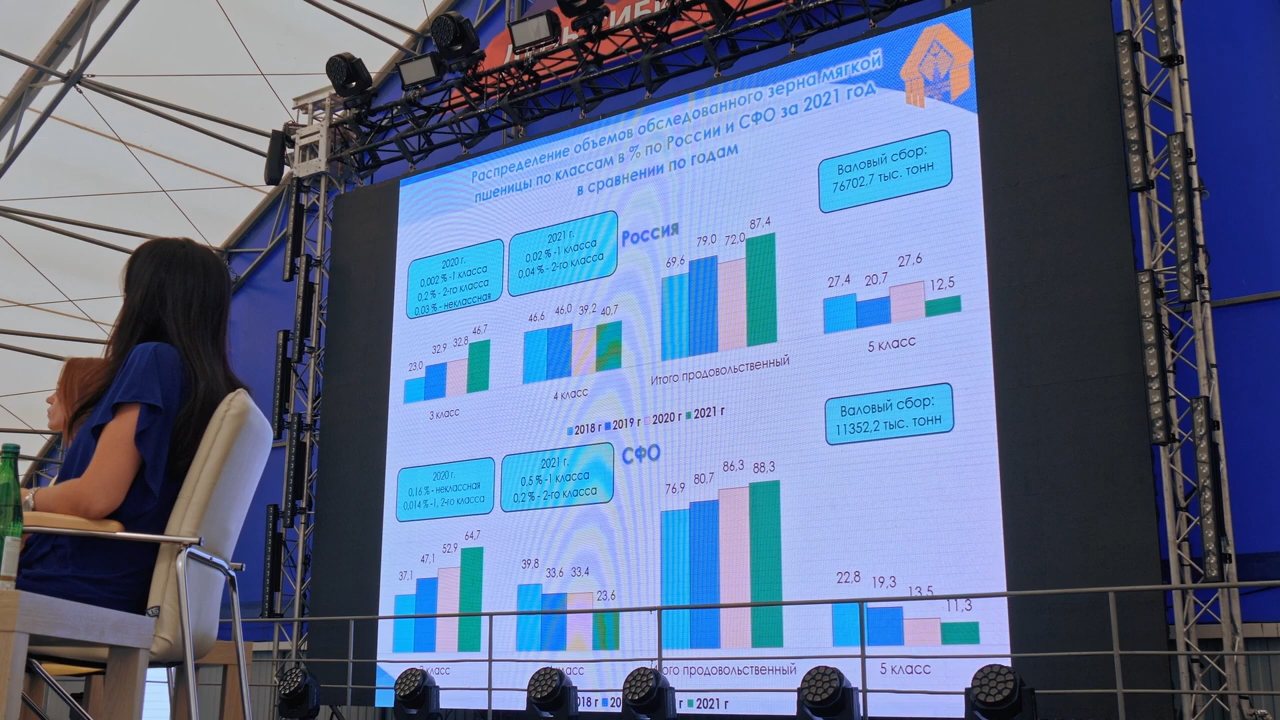 Распределение объемов обследованного зерна мягкой
пшеницы по классам в % по России и СФО за 2021 год
в сравнении по годам
Валовый сбор:
76702,7 тыс. тонн
Россия
2020 г.
0,002 % -1 класса
0,2 % - 2-го класса
0,03 % - неклассная
2021 г.
0,02 % -1 класса
0,04 % - 2-го класса
23,0 32,9 32,8 46,7
3 класс
46,6 46,0 39,2 40,7
4 класс
69,6 79,0 72,0 87,4
Итого продовольственный
27,4 20,7 27,6 12,5
5 класс
2018 г 2019 г 2020 г 2021 г
Валовый сбор:
11352,2 тыс. тонн
СФО
2020 г.
0,16 % - неклассная
0,014 % -1, 2-го класса
2021 г.
0,5 % -1 класса
0,2 % - 2-го класса
37,1 47,1 52,9 64,7
класс
39,8 33,6 33,4 23,6
класс
76,9 80,7 86,3 88,3
Итого продовольственный
22,8 19,3 13,5 11,3
5 класс
2021 г